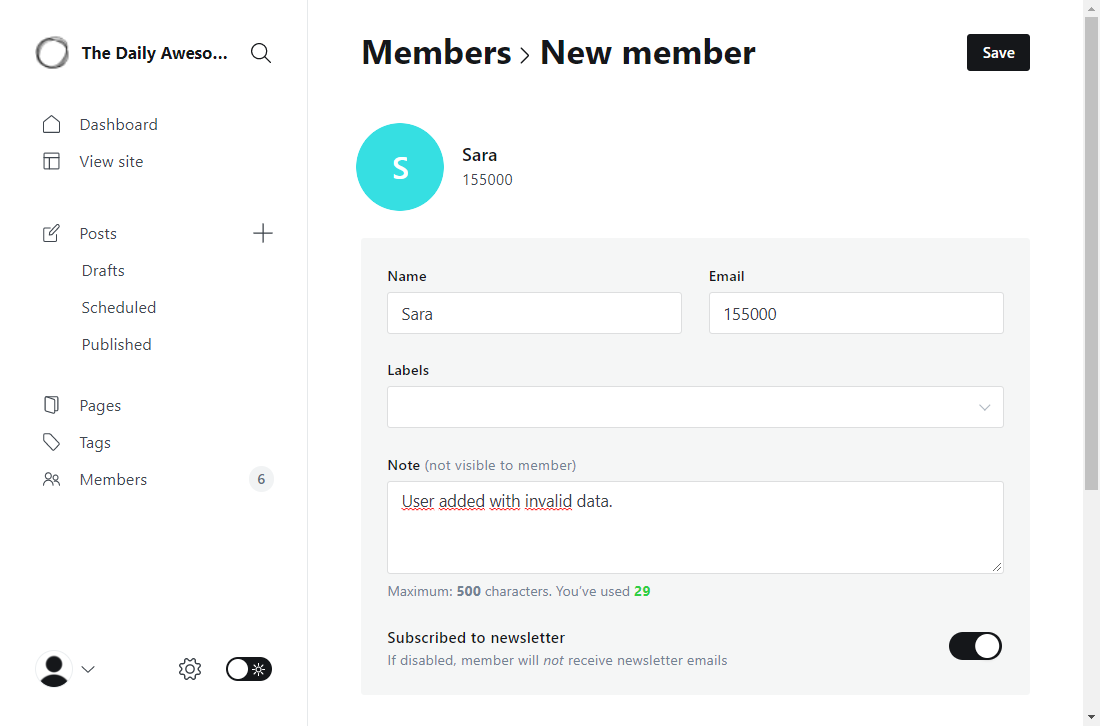 The Daily Aweso...
Dashboard
View site
Posts
Drafts
Scheduled
Published
Pages
Tags
Members
6
Members > New member
Save
S
Sara
155000
Name
Email
Sara
155000
Labels
Note (not visible to member)
User added with invalid data.
Maximum: 500 characters. You’ve used 29
Subscribed to newsletter
If disabled, member will not receive newsletter emails